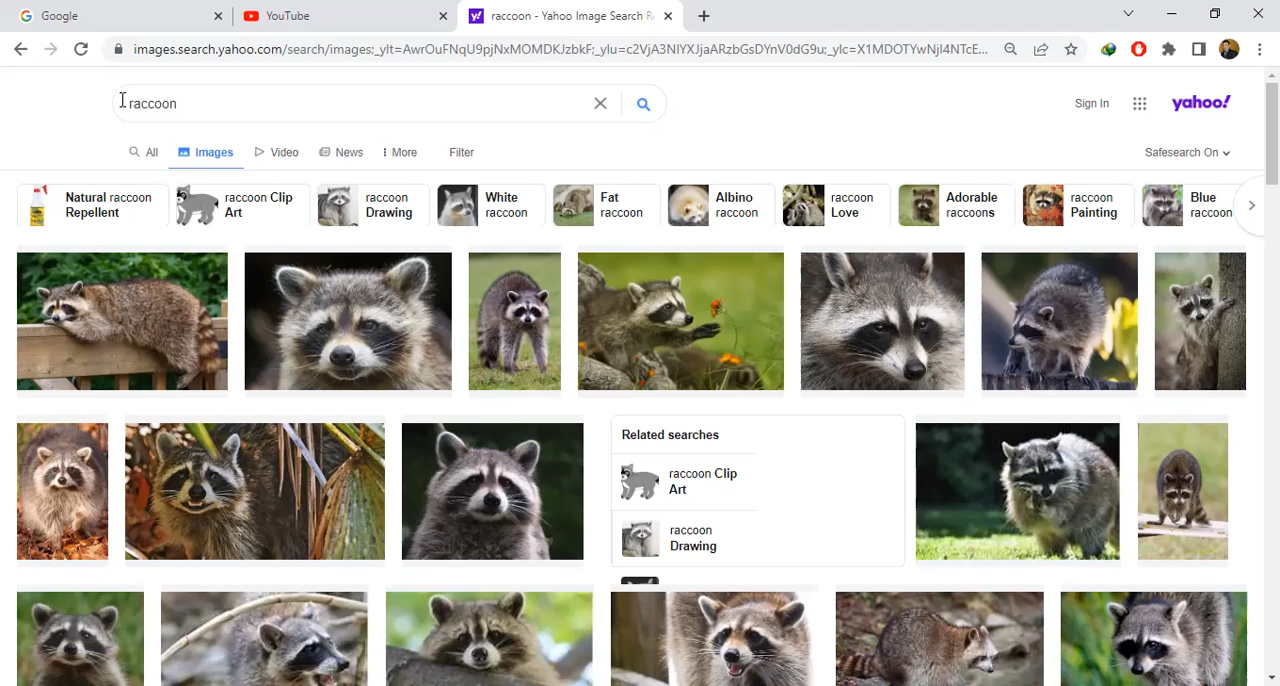 Google
YouTube
raccoon - Yahoo Image Search Re
images.search.yahoo.com/search/images;_ylt=AwrOuFNqU9pjNxMOMDKJzbkF;_ylu=c2VjA3NlYXJjaARzbGsDYnV0dG9u;_ylc=X1MDOTYwNjI4NTcE...
raccoon
Sign In
yahoo!
All
Images
Video
News
More
Filter
Safesearch On
Natural raccoon
Repellent
raccoon Clip
Art
raccoon
Drawing
White
raccoon
Fat
raccoon
Albino
raccoon
raccoon
Love
Adorable
raccoons
raccoon
Painting
Blue
raccoon
Related searches
raccoon Clip
Art
raccoon
Drawing